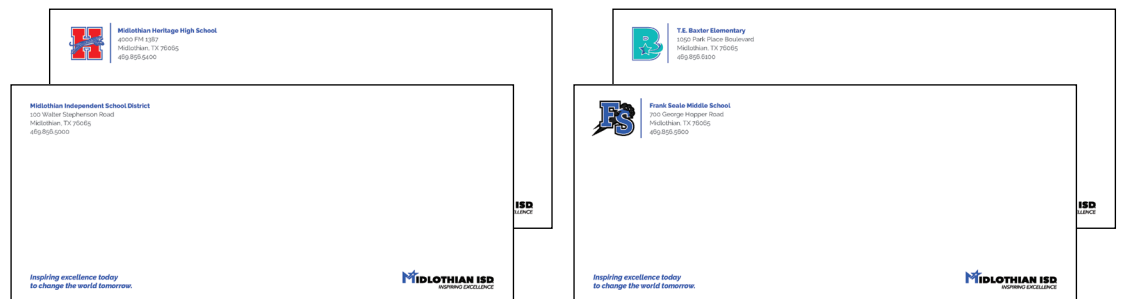 Midlothian Heritage High School
4000 FM 1387
Midlothian, TX 76065
469.856.5400
Midlothian Independent School District
100 Walter Stephenson Road
Midlothian, TX 76065
469.856.5000
ISD
Inspiring excellence today
to change the world tomorrow.
MIDLOTHIAN ISD
INSPIRING EXCELLENCE
B
T.E. Baxter Elementary
1050 Park Place Boulevard
Midlothian, TX 76065
469.856.6100
FS
Frank Seale Middle School
700 George Hopper Road
Midlothian, TX 76065
469.856.5600
ISD
Inspiring excellence today
to change the world tomorrow.
MIDLOTHIAN ISD
INSPIRING EXCELLENCE